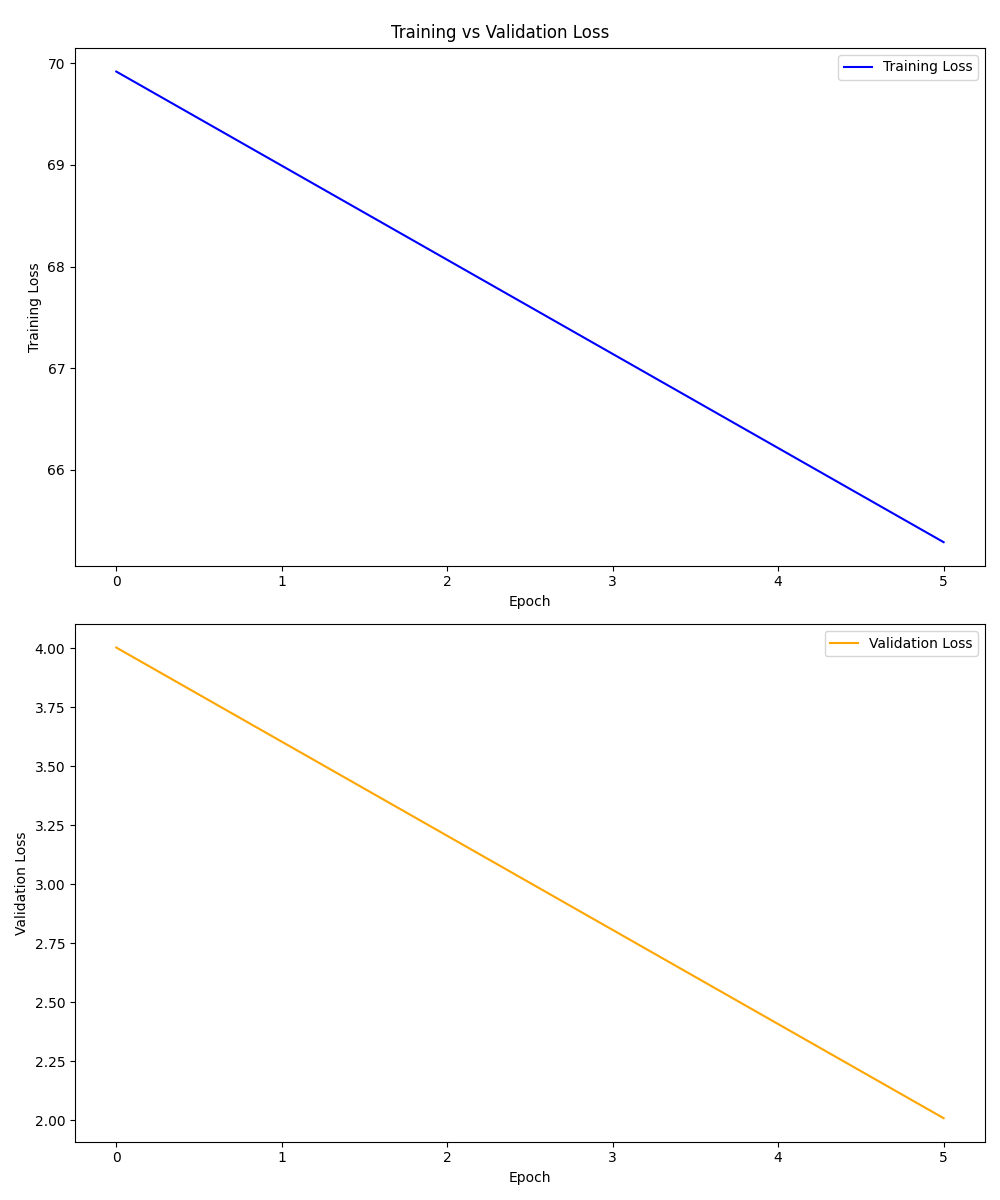 Training vs Validation Loss
Training Loss
70
69
68
67
66
Training Loss
0 1 2 3 4 5
Epoch
Validation Loss
4.00
3.75
3.50
3.25
3.00
2.75
2.50
2.25
2.00
Validation Loss
0 1 2 3 4 5
Epoch